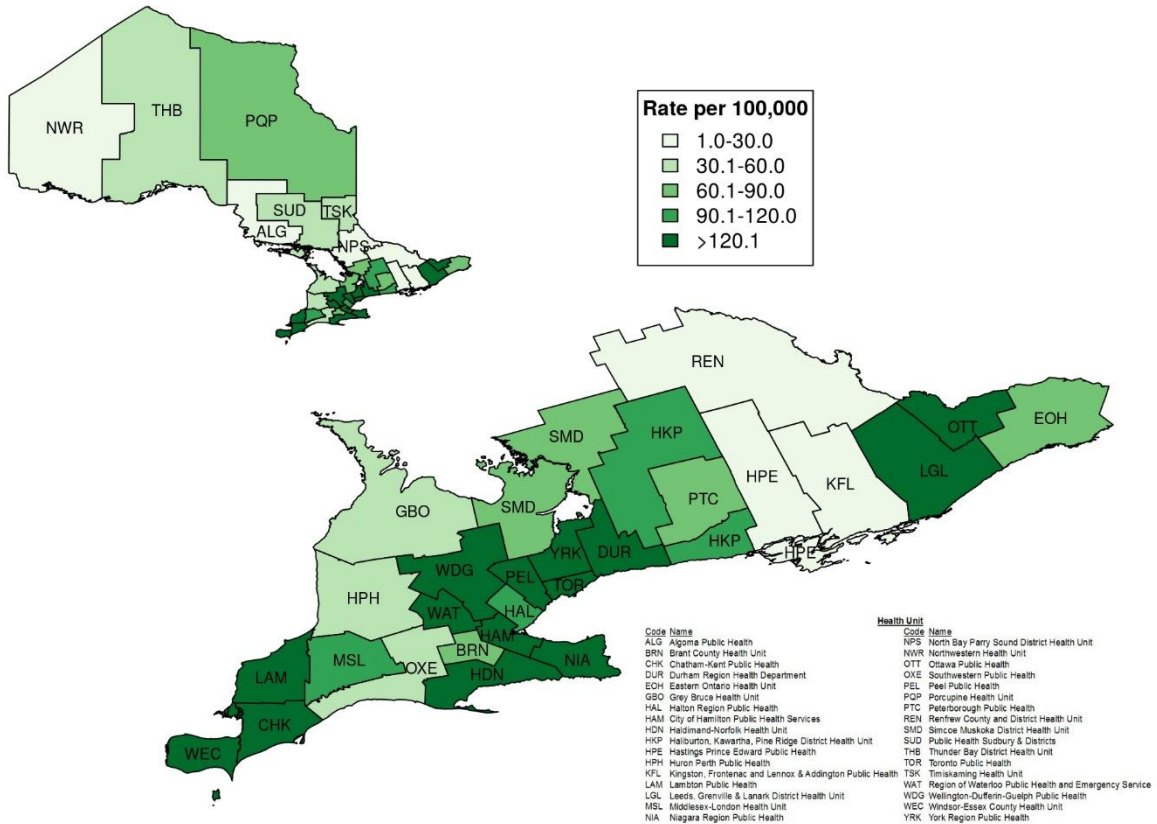 Rate per 100,000
1.0-30.0
30.1-60.0
60.1-90.0
90.1-120.0
>120.1
NWR
THB
PQP
SUD
TSK
ALG
NPS
REN
SMD
HKP
OTT
EOH
LGL
HPE
KFL
PTC
GBO
SMD
HKP
HPE
YRK
DUR
WDG
PEL
TOR
HPH
WAT
HAL
HAM
BRN
NIA
MSL
OXE
HDN
LAM
CHK
WEC
Health Unit
Code Name
ALG Algoma Public Health
BRN Brant County Health Unit
CHK Chatham-Kent Public Health
DUR Durham Region Health Department
EOH Eastern Ontario Health Unit
GBO Grey Bruce Health Unit
HAL Halton Region Public Health
HAM City of Hamilton Public Health Services
HDN Haldimand-Norfolk Health Unit
HKP Haliburton, Kawartha, Pine Ridge District Health Unit
HPE Hastings Prince Edward Public Health
HPH Huron Perth Public Health
KFL Kingston, Frontenac and Lennox & Addington Public Health
LAM Lambton Public Health
LGL Leeds, Grenville & Lanark District Health Unit
MSL Middlesex-London Health Unit
NIA Niagara Region Public Health
Code Name
NPS North Bay Parry Sound District Health Unit
NWR Northwestern Health Unit
OTT Ottawa Public Health
OXE Southwestern Public Health
PEL Peel Public Health
PQP Porcupine Health Unit
PTC Peterborough Public Health
REN Renfrew County and District Health Unit
SMD Simcoe Muskoka District Health Unit
SUD Public Health Sudbury & Districts
THB Thunder Bay District Health Unit
TOR Toronto Public Health
TSK Timiskaming Health Unit
WAT Region of Waterloo Public Health and Emergency Service
WDG Wellington-Dufferin-Guelph Public Health
WEC Windsor-Essex County Health Unit
YRK York Region Public Health